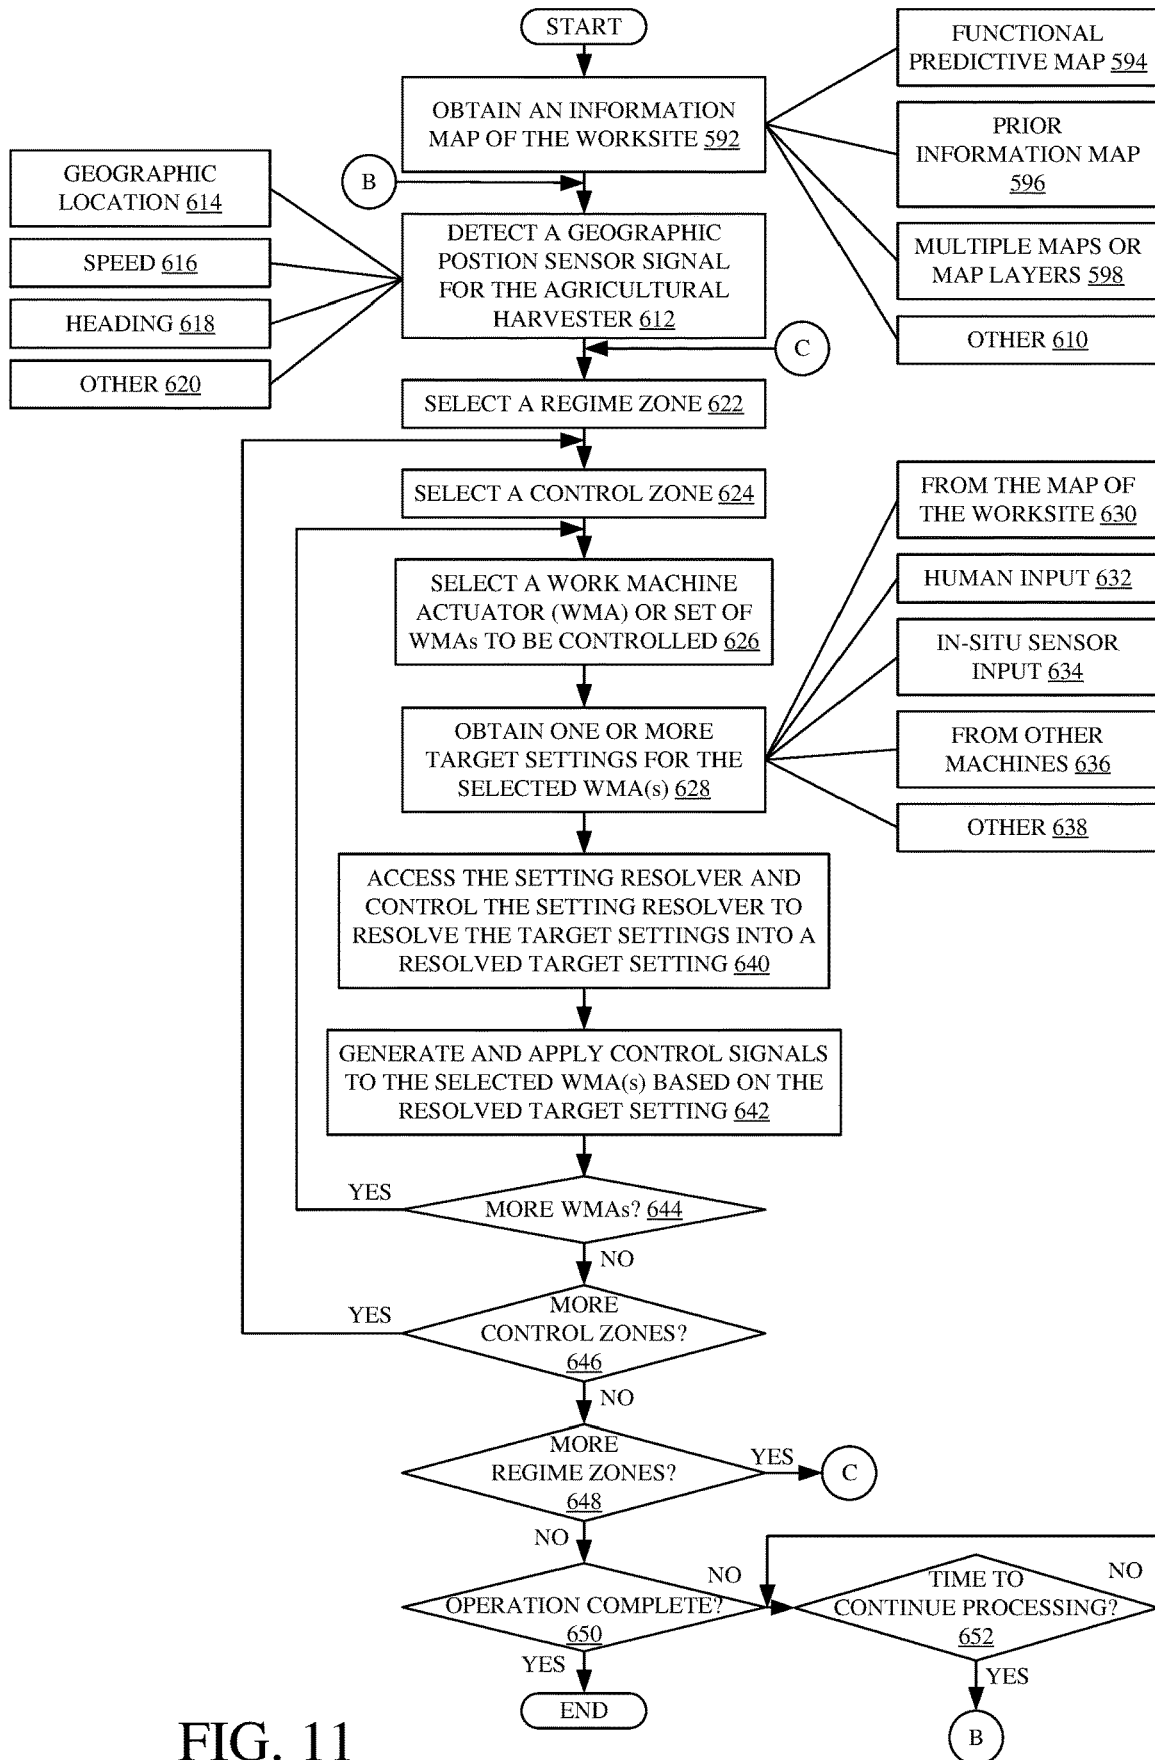 START
OBTAIN AN INFORMATION
MAP OF THE WORKSITE 592
FUNCTIONAL
PREDICTIVE MAP 594
PRIOR
INFORMATION MAP
596
MULTIPLE MAPS OR
MAP LAYERS 598
OTHER 610
B
GEOGRAPHIC
LOCATION 614
SPEED 616
HEADING 618
OTHER 620
DETECT A GEOGRAPHIC
POSTION SENSOR SIGNAL
FOR THE AGRICULTURAL
HARVESTER 612
C
SELECT A REGIME ZONE 622
SELECT A CONTROL ZONE 624
SELECT A WORK MACHINE
ACTUATOR (WMA) OR SET OF
WMAs TO BE CONTROLLED 626
OBTAIN ONE OR MORE
TARGET SETTINGS FOR THE
SELECTED WMA(s) 628
FROM THE MAP OF
THE WORKSITE 630
HUMAN INPUT 632
IN-SITU SENSOR
INPUT 634
FROM OTHER
MACHINES 636
OTHER 638
ACCESS THE SETTING RESOLVER AND
CONTROL THE SETTING RESOLVER TO
RESOLVE THE TARGET SETTINGS INTO A
RESOLVED TARGET SETTING 640
GENERATE AND APPLY CONTROL SIGNALS
TO THE SELECTED WMA(s) BASED ON THE
RESOLVED TARGET SETTING 642
YES
MORE WMAs? 644
NO
YES
MORE
CONTROL ZONES?
646
NO
MORE
REGIME ZONES?
648
YES
C
NO
OPERATION COMPLETE?
650
NO
TIME TO
CONTINUE PROCESSING?
652
NO
YES
END
YES
B
FIG. 11